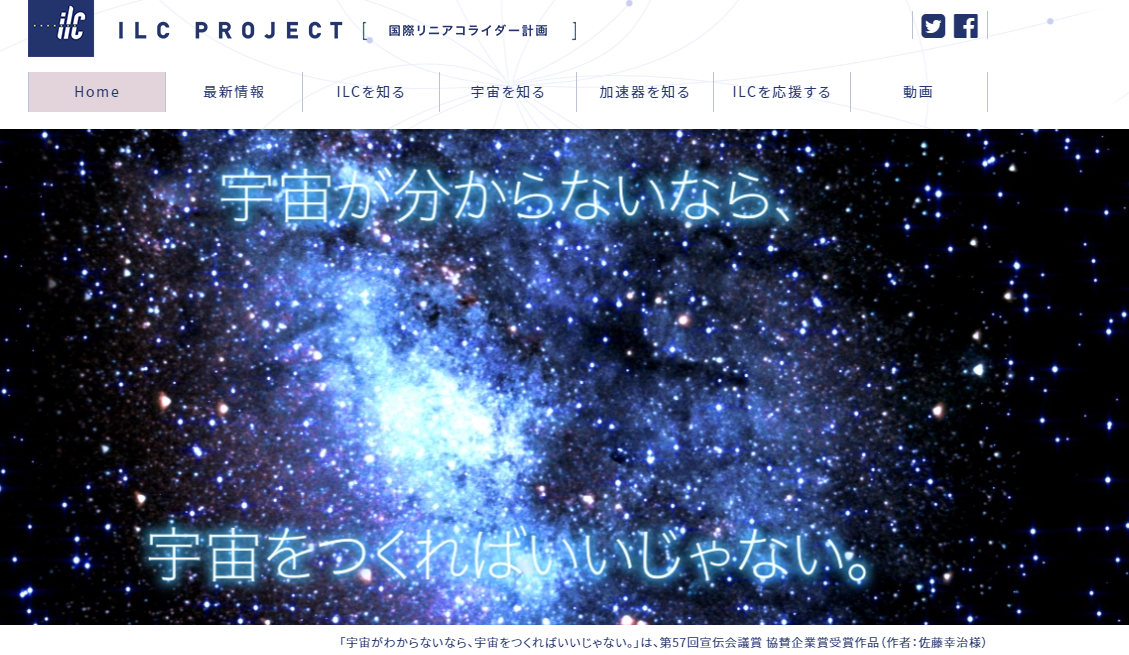 ilc
ILC PROJECT [ 国際リニアコライダー計画 ]
Home 最新情報 ILCを知る 宇宙を知る 加速器を知る ILCを応援する 動画
宇宙が分からないなら、
宇宙をつくればいいじゃない。
「宇宙がわからないなら、宇宙をつくればいいじゃない。」は、第57回宣伝会議賞 協賛企業賞受賞作品（作者：佐藤幸治様）